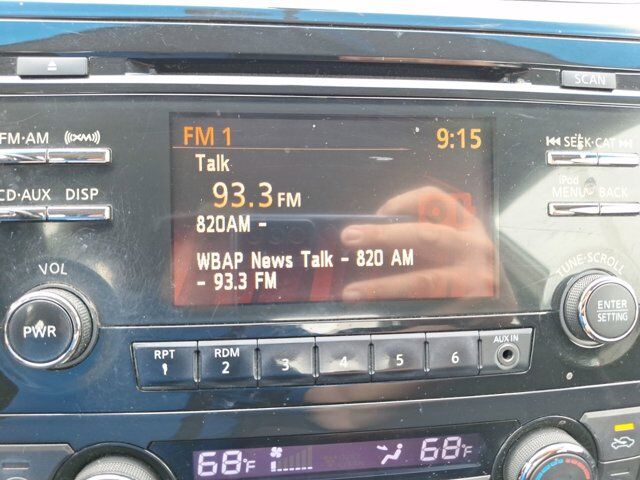 SCAN
FM·AM ((XM))
FM 1 9:15
SEEK·CAT
Talk
93.3 FM
iPod
CD·AUX DISP
MENU BACK
820AM -
WBAP News Talk - 820 AM
- 93.3 FM
VOL
TUNE·SCROLL
PWR
ENTER
SETTING
RPT RDM AUX IN
1 2 3 4 5 6
68°F 68°F